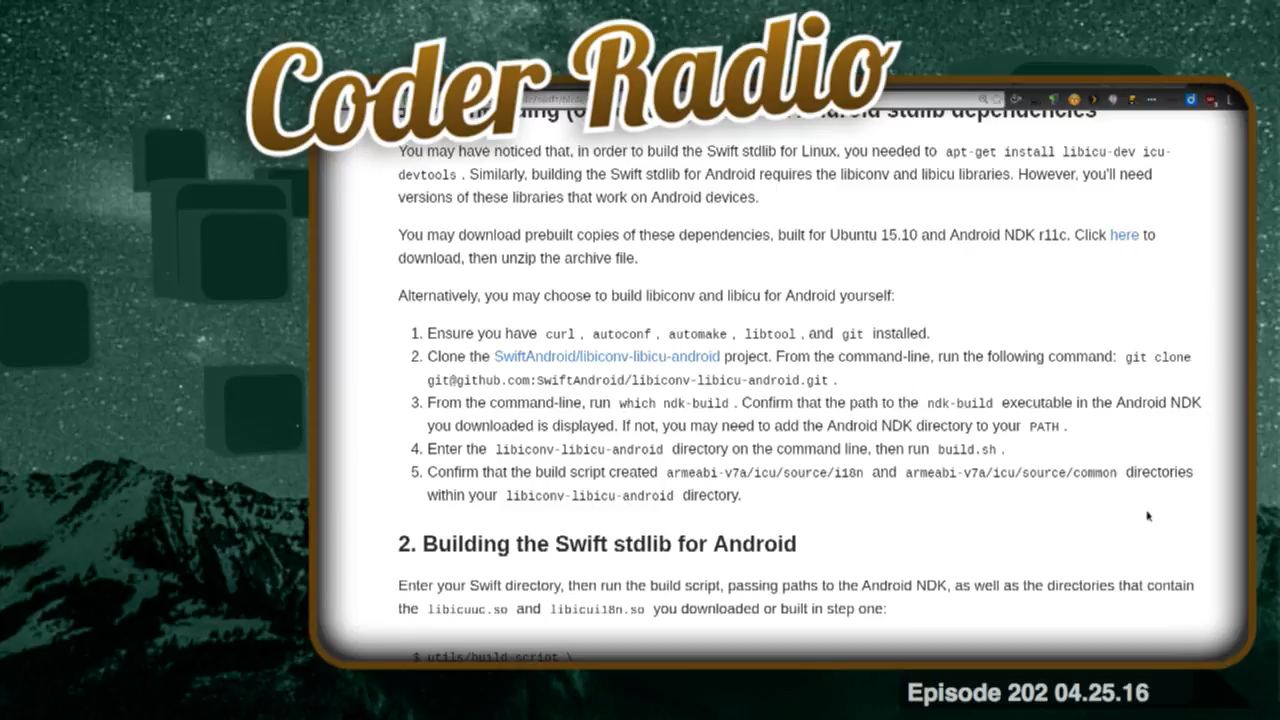 Coder Radio
stdlib dependencies
You may have noticed that, in order to build the Swift stdlib for Linux, you needed to apt-get install libicu-dev icu-
devtools . Similarly, building the Swift stdlib for Android requires the libiconv and libicu libraries. However, you'll need
versions of these libraries that work on Android devices.
You may download prebuilt copies of these dependencies, built for Ubuntu 15.10 and Android NDK r11c. Click here to
download, then unzip the archive file.
Alternatively, you may choose to build libiconv and libicu for Android yourself:
1. Ensure you have curl , autoconf , automake , libtool , and git installed.
2. Clone the SwiftAndroid/libiconv-libicu-android project. From the command-line, run the following command: git clone
git@github.com:SwiftAndroid/libiconv-libicu-android.git .
3. From the command-line, run which ndk-build . Confirm that the path to the ndk-build executable in the Android NDK
you downloaded is displayed. If not, you may need to add the Android NDK directory to your PATH .
4. Enter the libiconv-libicu-android directory on the command line, then run build.sh .
5. Confirm that the build script created armeabi-v7a/icu/source/i18n and armeabi-v7a/icu/source/common directories
within your libiconv-libicu-android directory.
2. Building the Swift stdlib for Android
Enter your Swift directory, then run the build script, passing paths to the Android NDK, as well as the directories that contain
the libicuuc.so and libicui18n.so you downloaded or built in step one:
$ utils/build-script \
Episode 202 04.25.16